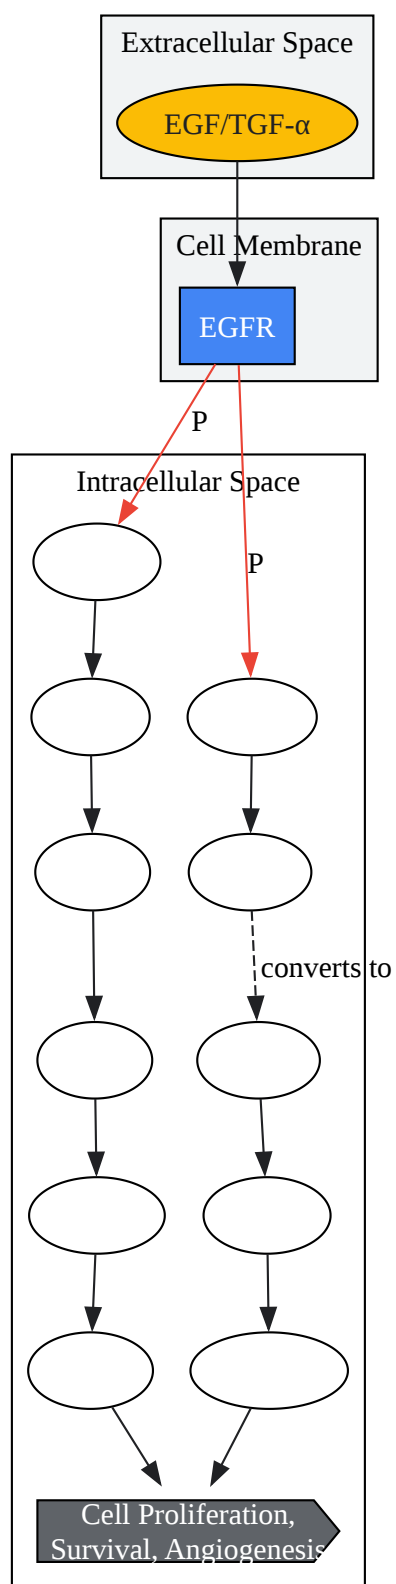 Extracellular Space
EGF/TGF-α
Cell Membrane
EGFR
P
Intracellular Space
P
converts to
Cell Proliferation,
Survival, Angiogenesis